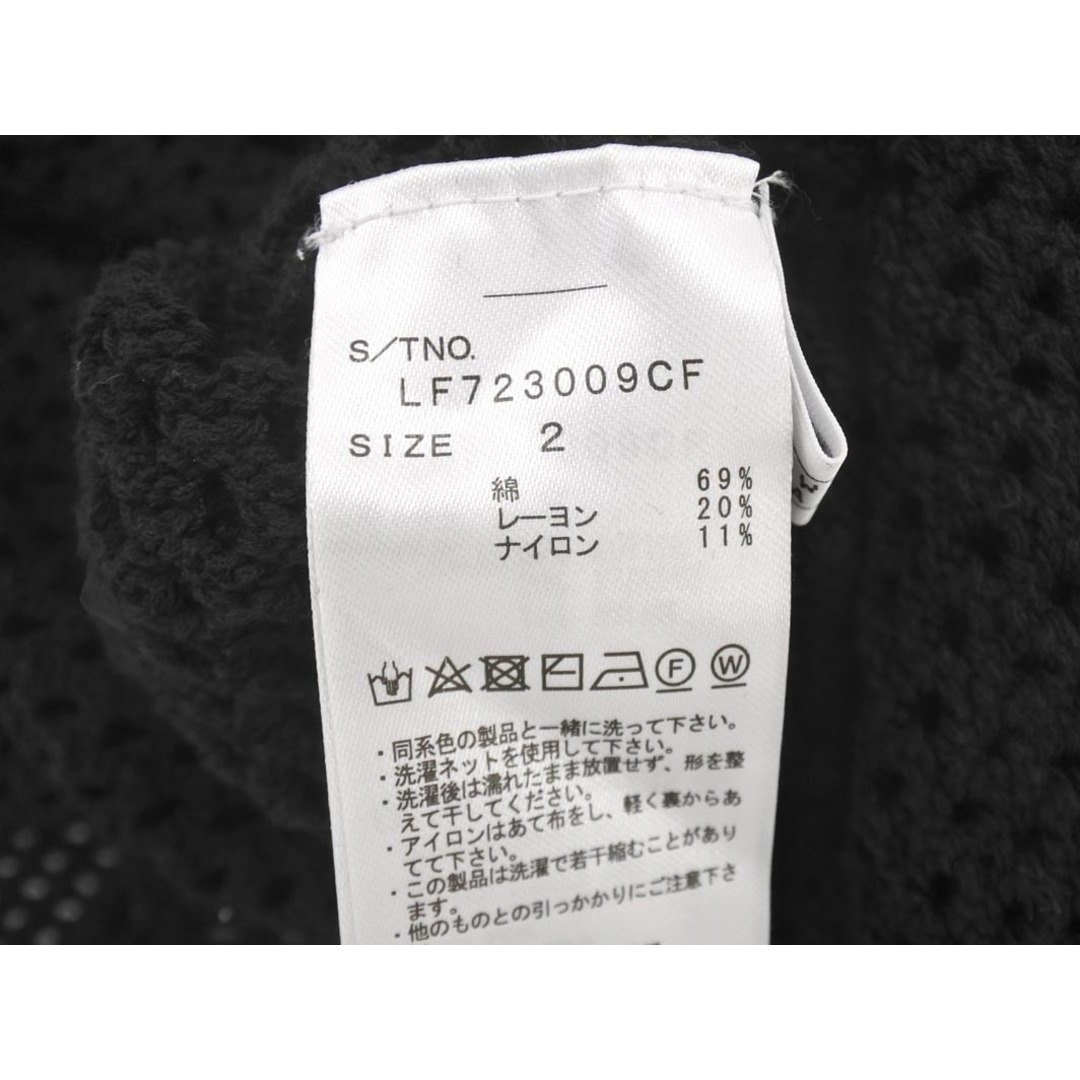 S/TNO.
LF723009CF
SIZE 2
綿 69%
レーヨン 20%
ナイロン 11%
F W
・同系色の製品と一緒に洗って下さい。
・洗濯ネットを使用して下さい。
・洗濯後は濡れたまま放置せず、形を整
えて干してください。
・アイロンはあて布をし、軽く裏からあ
てて下さい。
・この製品は洗濯で若干縮むことがあり
ます。
・他のものとの引っかかりにご注意下さ